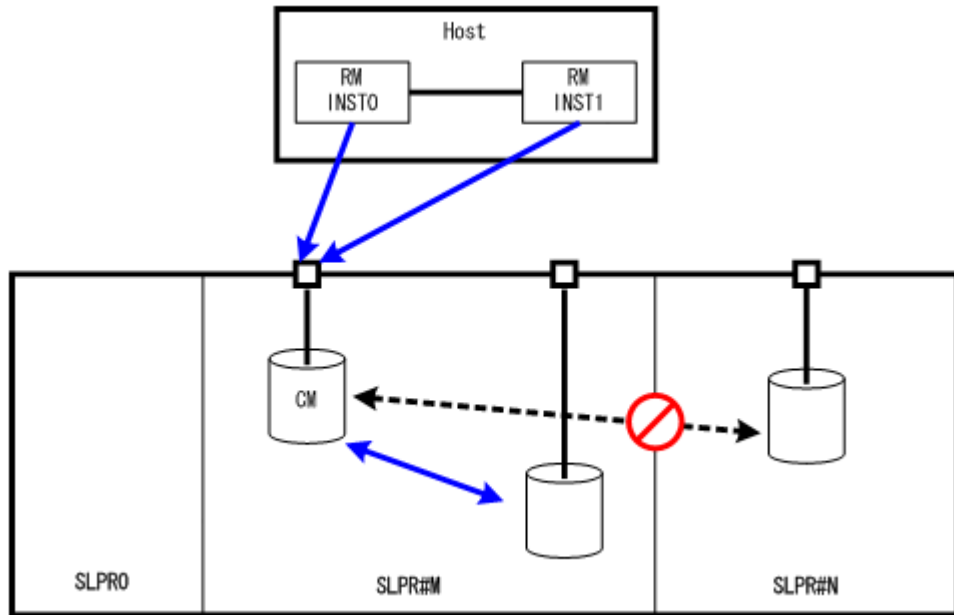 Host
RM
INST0
RM
INST1
CM
SLPR0
SLPR#M
SLPR#N